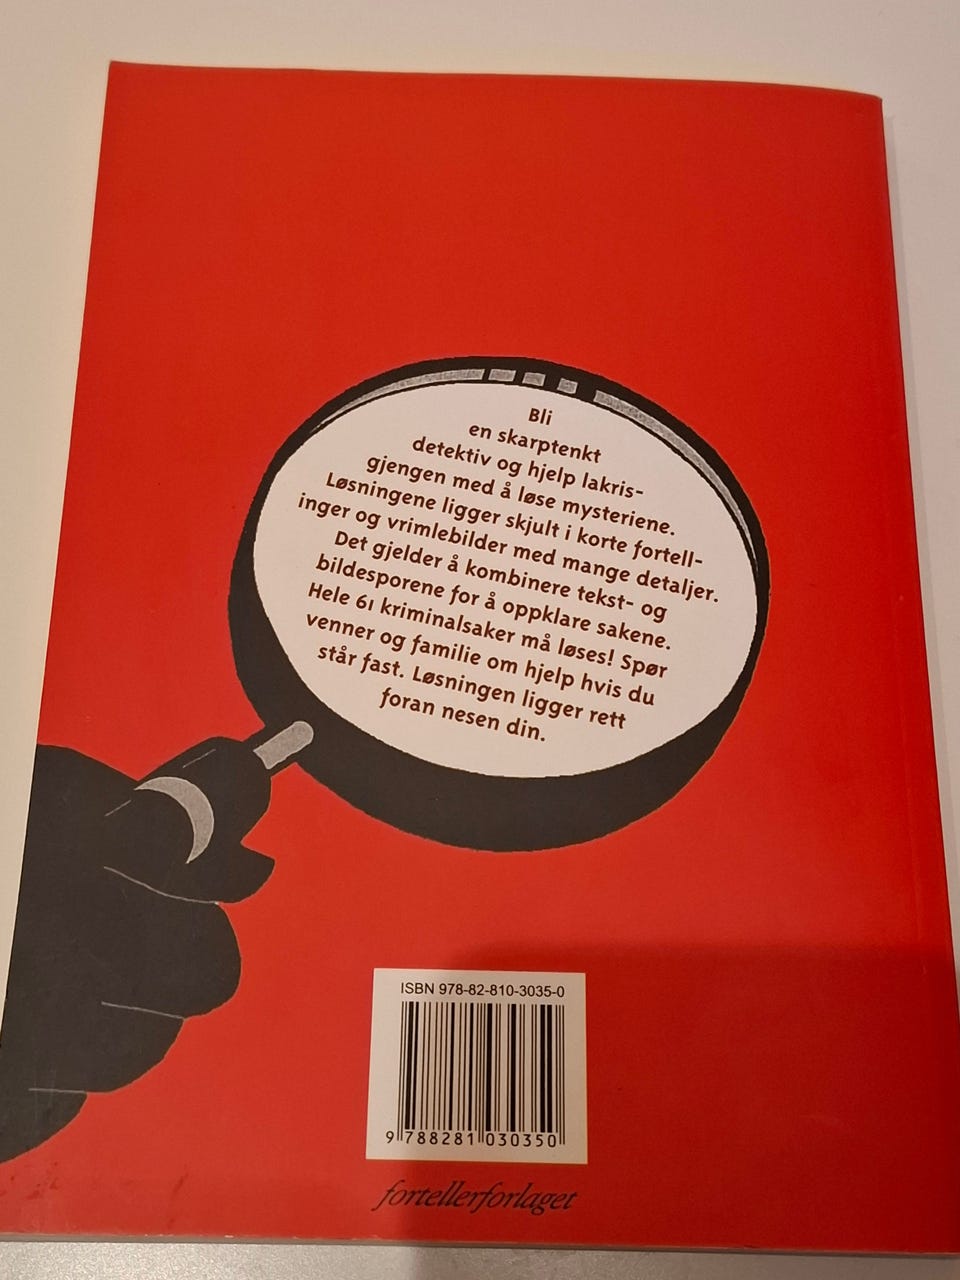 Bli
en skarptenkt
detektiv og hjelp lakris-
gjengen med å løse mysteriene.
Løsningene ligger skjult i korte fortell-
inger og vrimlebilder med mange detaljer.
Det gjelder å kombinere tekst- og
bildesporene for å oppklare sakene.
Hele 61 kriminalsaker må løses! Spør
venner og familie om hjelp hvis du
står fast. Løsningen ligger rett
foran nesen din.
ISBN 978-82-810-3035-0
9 788281 030350
fortellerforlaget